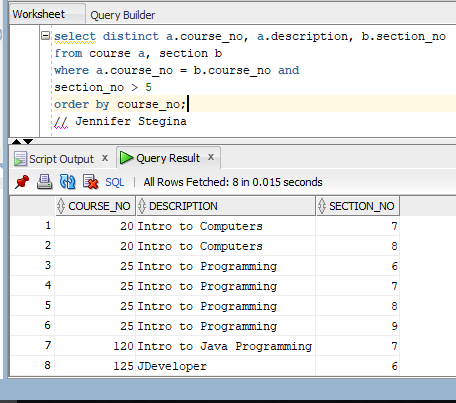 Worksheet Query Builder
select distinct a.course_no, a.description, b.section_no
from course a, section b
where a.course_no = b.course_no and
section_no > 5
order by course_no;
// Jennifer Stegina
Script Output x Query Result x
SQL | All Rows Fetched: 8 in 0.015 seconds
COURSE_NO DESCRIPTION SECTION_NO
1 20 Intro to Computers 7
2 20 Intro to Computers 8
3 25 Intro to Programming 6
4 25 Intro to Programming 7
5 25 Intro to Programming 8
6 25 Intro to Programming 9
7 120 Intro to Java Programming 7
8 125 JDeveloper 6